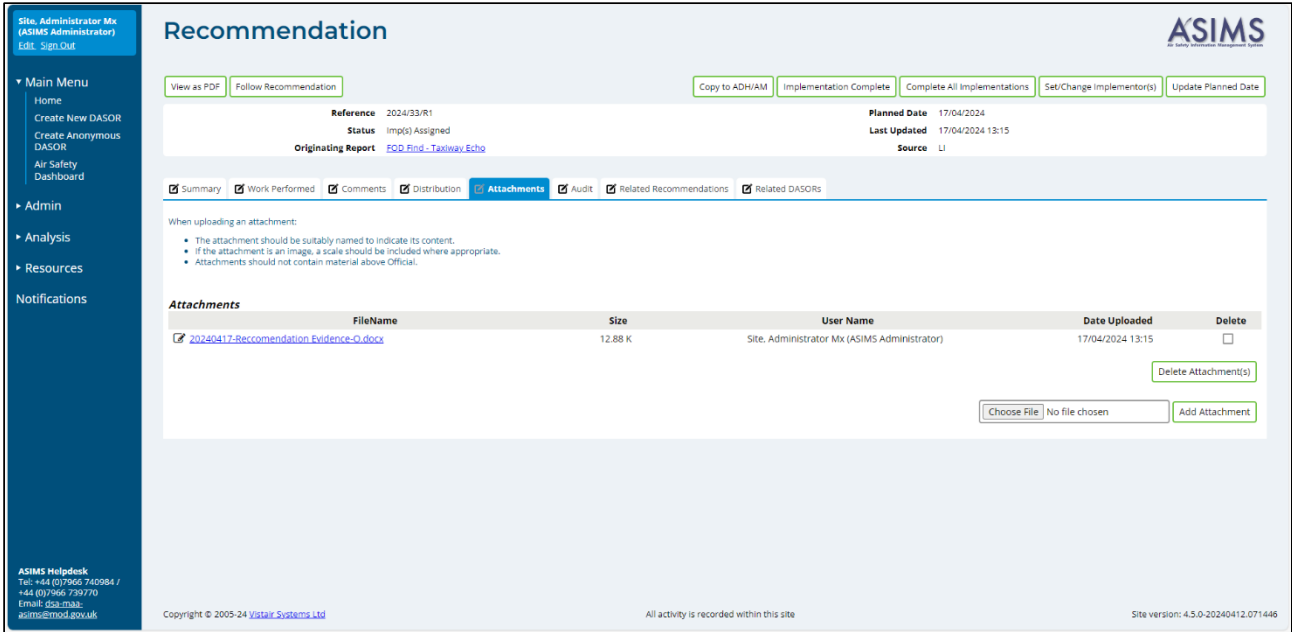 Site, Administrator Mx
(ASIMS Administrator)
Edit Sign Out
Main Menu
Home
Create New DASOR
Create Anonymous
DASOR
Air Safety
Dashboard
Admin
Analysis
Resources
Notifications
ASIMS Helpdesk
Tel: +44 (0)7966 740984 /
+44 (0)7966 739770
Email: dsa-maa-
asims@mod.gov.uk
Recommendation
ASIMS
Air Safety Information Management System
View as PDF Follow Recommendation Copy to ADH/AM Implementation Complete Complete All Implementations Set/Change Implementor(s) Update Planned Date
Reference 2024/33/R1 Planned Date 17/04/2024
Status Imp(s) Assigned Last Updated 17/04/2024 13:15
Originating Report FOD Find - Taxiway Echo Source LI
Summary Work Performed Comments Distribution Attachments Audit Related Recommendations Related DASORs
When uploading an attachment:
• The attachment should be suitably named to indicate its content.
• If the attachment is an image, a scale should be included where appropriate.
• Attachments should not contain material above Official.
Attachments
FileName Size User Name Date Uploaded Delete
20240417-Reccomendation Evidence-O.docx 12.88 K Site, Administrator Mx (ASIMS Administrator) 17/04/2024 13:15
Delete Attachment(s)
Choose File No file chosen Add Attachment
Copyright © 2005-24 Vistair Systems Ltd All activity is recorded within this site Site version: 4.5.0-20240412.071446